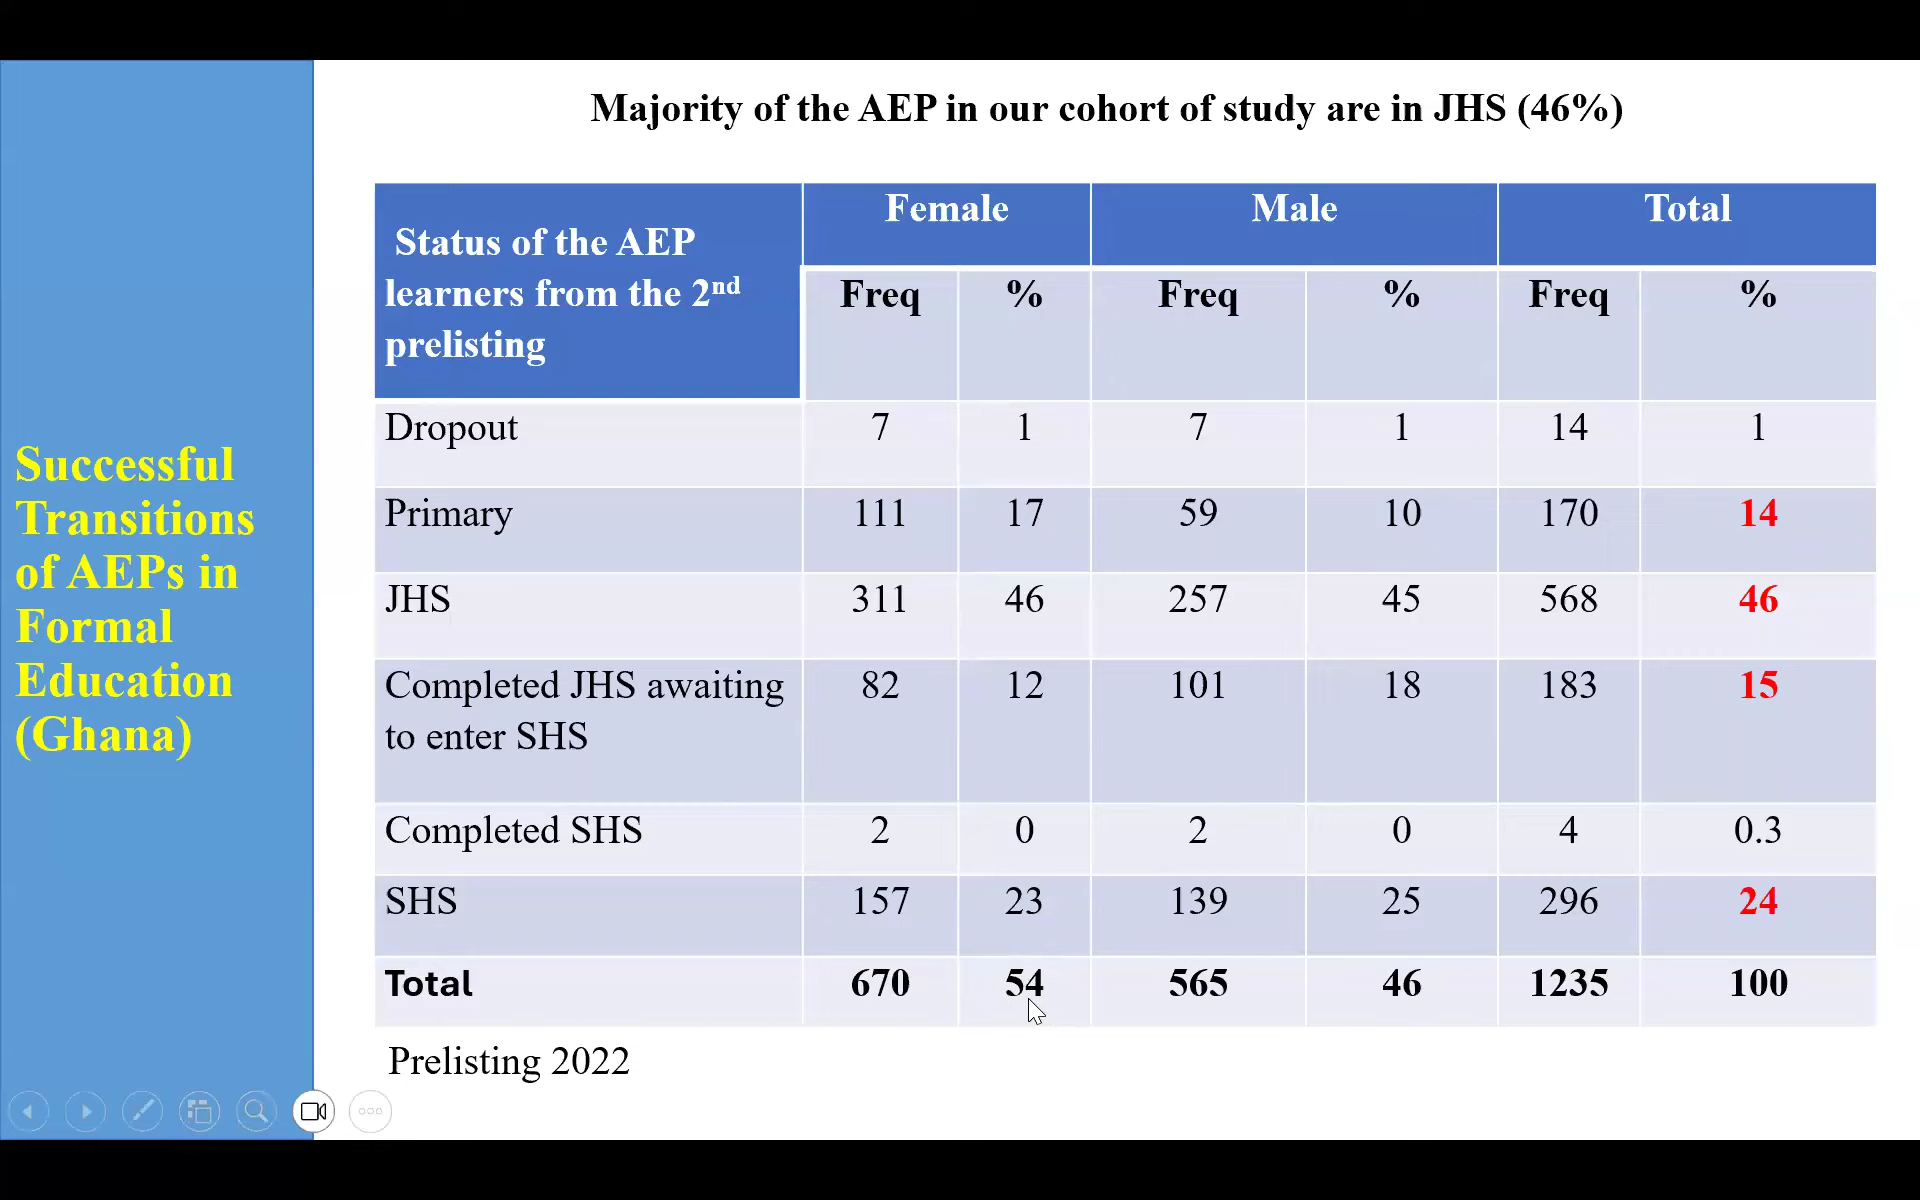 Majority of the AEP in our cohort of study are in JHS (46%)
Successful
Transitions
of AEPs in
Formal
Education
(Ghana)
Status of the AEP
learners from the 2nd
prelisting
Female Male Total
Freq % Freq % Freq %
Dropout 7 1 7 1 14 1
Primary 111 17 59 10 170 14
JHS 311 46 257 45 568 46
Completed JHS awaiting 82 12 101 18 183 15
to enter SHS
Completed SHS 2 0 2 0 4 0.3
SHS 157 23 139 25 296 24
Total 670 54 565 46 1235 100
Prelisting 2022